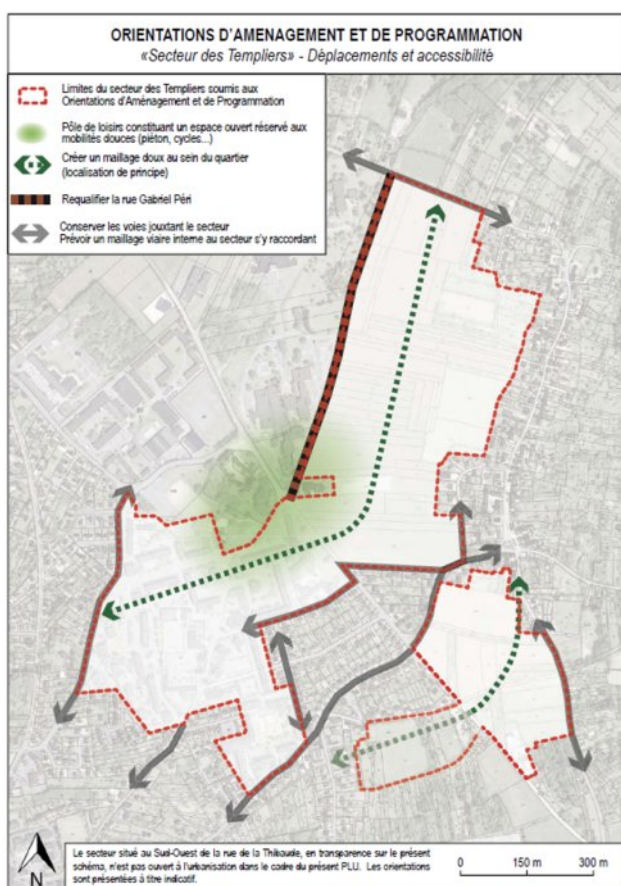 ORIENTATIONS D'AMENAGEMENT ET DE PROGRAMMATION
«Secteur des Templiers» - Déplacements et accessibilité
Limites du secteur des Templiers soumis aux
Orientations d'Aménagement et de Programmation
Pôle de loisirs constituant un espace ouvert réservé aux
mobilités douces (piéton, cycles...)
Créer un maillage doux au sein du quartier
(localisation de principe)
Requalifier la rue Gabriel Péri
Conserver les voies jouxtant le secteur
Prévoir un maillage viaire interne au secteur s'y raccordant
N
Le secteur situé au Sud-Ouest de la rue de la Thibaude, en transparence sur le présent
schéma, n'est pas ouvert à l'urbanisation dans le cadre du présent PLU. Les orientations
sont présentées à titre indicatif.
0 150 m 300 m